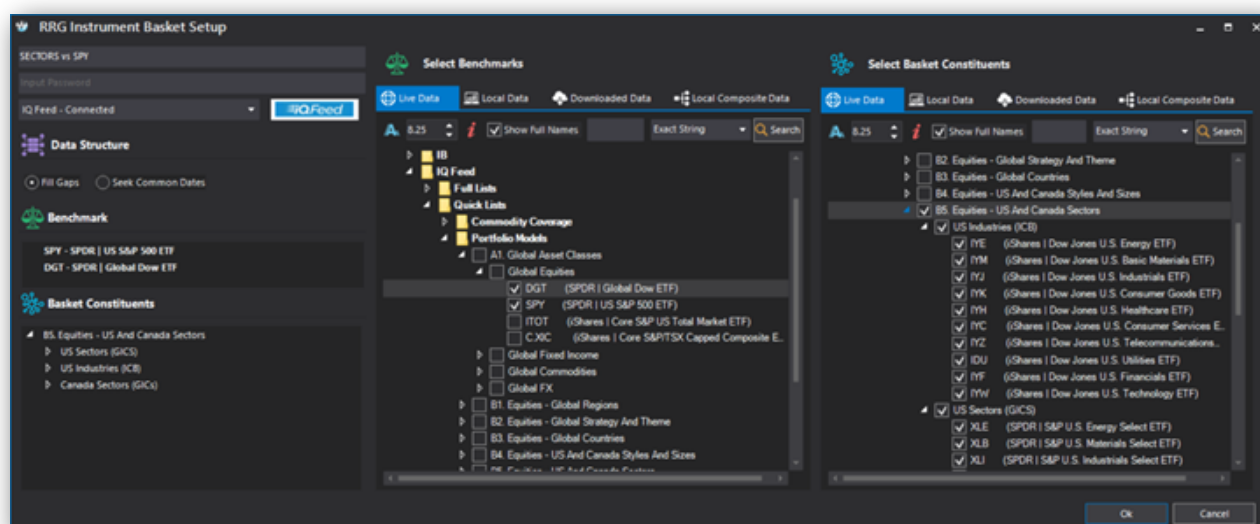 RRG Instrument Basket Setup
SECTORS vs SPY
Input Password
IQ Feed - Connected
IQFeed
Data Structure
Fill Gaps
Seek Common Dates
Benchmark
SPY - SPDR | US S&P 500 ETF
DGT - SPDR | Global Dow ETF
Basket Constituents
B5. Equities - US And Canada Sectors
US Sectors (GICS)
US Industries (ICB)
Canada Sectors (GICs)
Select Benchmarks
Live Data Local Data Downloaded Data Local Composite Data
A 8.25 i Show Full Names Exact String Search
IB
IQ Feed
Full Lists
Quick Lists
Commodity Coverage
Portfolio Models
A1. Global Asset Classes
Global Equities
DGT (SPDR | Global Dow ETF)
SPY (SPDR | US S&P 500 ETF)
ITOT (iShares | Core S&P US Total Market ETF)
C.XIC (iShares | Core S&P/TSX Capped Composite E...
Global Fixed Income
Global Commodities
Global FX
B1. Equities - Global Regions
B2. Equities - Global Strategy And Theme
B3. Equities - Global Countries
B4. Equities - US And Canada Styles And Sizes
B5. Equities - US And Canada Sectors
Select Basket Constituents
Live Data Local Data Downloaded Data Local Composite Data
A 8.25 i Show Full Names Exact String Search
B2. Equities - Global Strategy And Theme
B3. Equities - Global Countries
B4. Equities - US And Canada Styles And Sizes
B5. Equities - US And Canada Sectors
US Industries (ICB)
IYE (iShares | Dow Jones U.S. Energy ETF)
IYM (iShares | Dow Jones U.S. Basic Materials ETF)
IYJ (iShares | Dow Jones U.S. Industrials ETF)
IYK (iShares | Dow Jones U.S. Consumer Goods ETF)
IYH (iShares | Dow Jones U.S. Healthcare ETF)
IYC (iShares | Dow Jones U.S. Consumer Services E...
IYZ (iShares | Dow Jones U.S. Telecommunications...
IDU (iShares | Dow Jones U.S. Utilities ETF)
IYF (iShares | Dow Jones U.S. Financials ETF)
IYW (iShares | Dow Jones U.S. Technology ETF)
US Sectors (GICS)
XLE (SPDR | S&P U.S. Energy Select ETF)
XLB (SPDR | S&P U.S. Materials Select ETF)
XLI (SPDR | S&P U.S. Industrials Select ETF)
Ok
Cancel